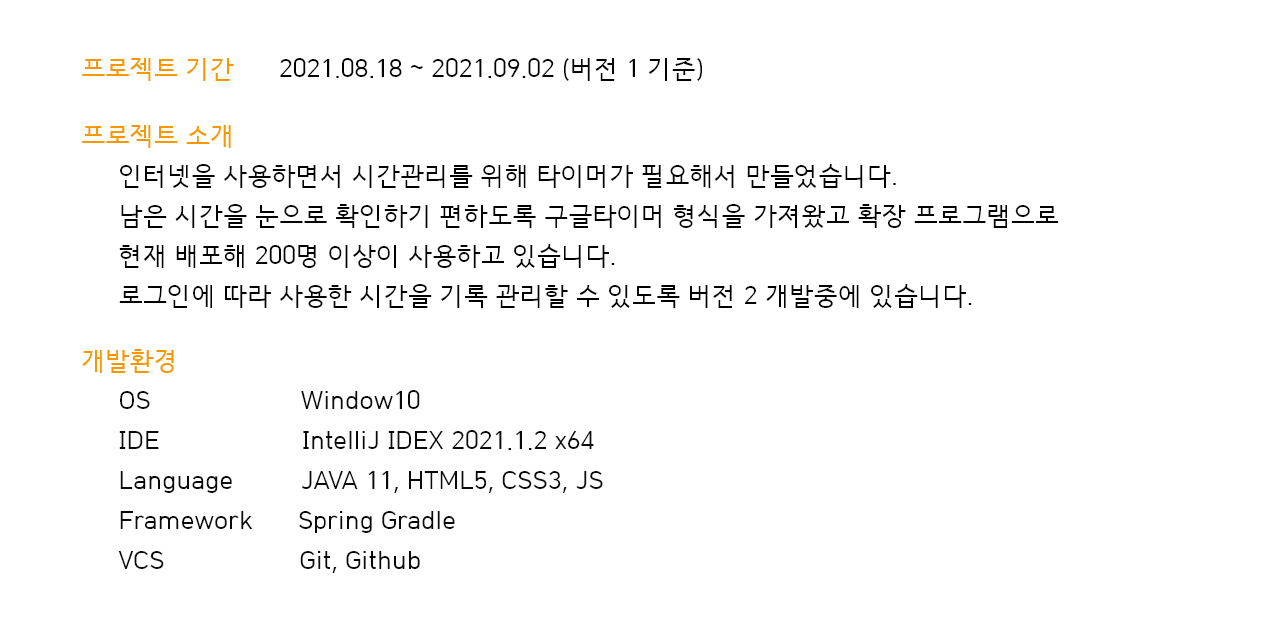 프로젝트 기간 2021.08.18 ~ 2021.09.02 (버전 1 기준)
프로젝트 소개
인터넷을 사용하면서 시간관리를 위해 타이머가 필요해서 만들었습니다.
남은 시간을 눈으로 확인하기 편하도록 구글타이머 형식을 가져왔고 확장 프로그램으로
현재 배포해 200명 이상이 사용하고 있습니다.
로그인에 따라 사용한 시간을 기록 관리할 수 있도록 버전 2 개발중에 있습니다.
개발환경
OS Window10
IDE IntelliJ IDEX 2021.1.2 x64
Language JAVA 11, HTML5, CSS3, JS
Framework Spring Gradle
VCS Git, Github